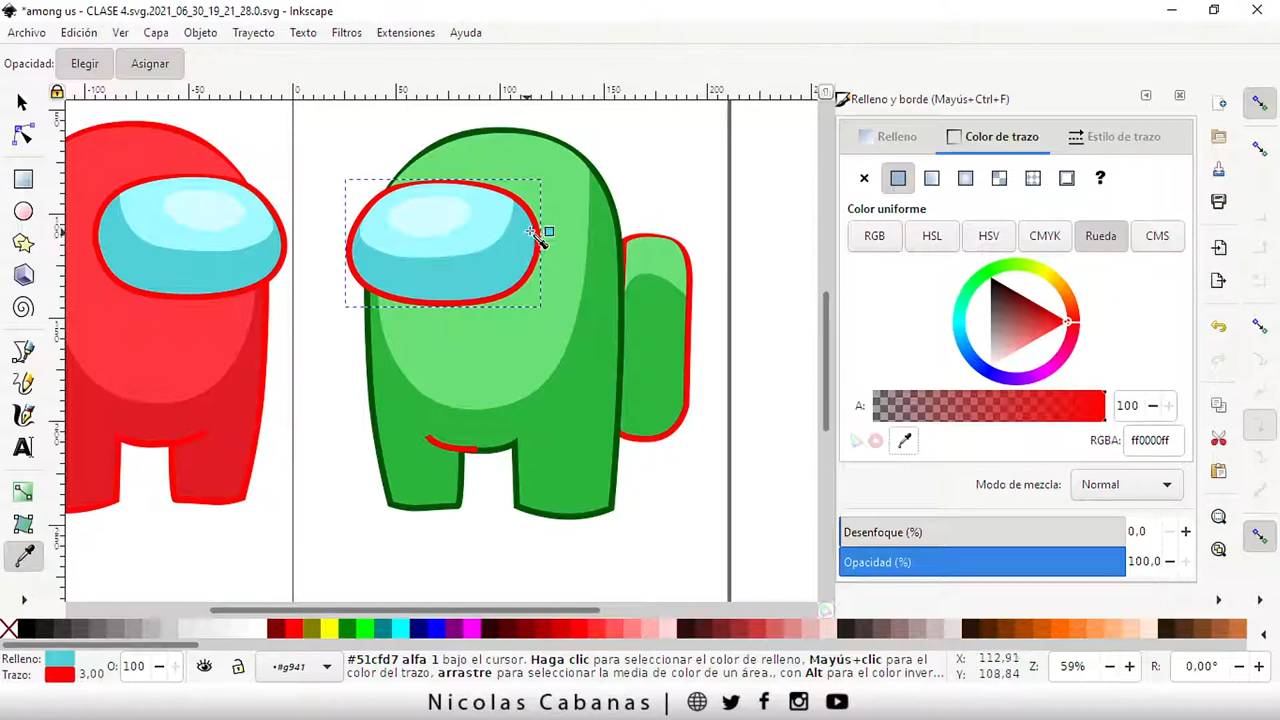 *among us - CLASE 4.svg.2021_06_30_19_21_28.0.svg - Inkscape
Archivo Edición Ver Capa Objeto Trayecto Texto Filtros Extensiones Ayuda
Opacidad: Elegir Asignar
-100 -50 0 50 100 150 200
Relleno y borde (Mayús+Ctrl+F)
Relleno Color de trazo Estilo de trazo
Color uniforme
RGB HSL HSV CMYK Rueda CMS
A: 100
RGBA: ff0000ff
Modo de mezcla: Normal
Desenfoque (%) 0,0
Opacidad (%) 100,0
Relleno:
Trazo: 3,00
O: 100
•#g941
#51cfd7 alfa 1 bajo el cursor. Haga clic para seleccionar el color de relleno, Mayús+clic para el
color del trazo, arrastre para seleccionar la media de color de un área., con Alt para el color inver...
X: 112,91
Y: 108,84
Z: 59%
R: 0,00°
Nicolas Cabanas |